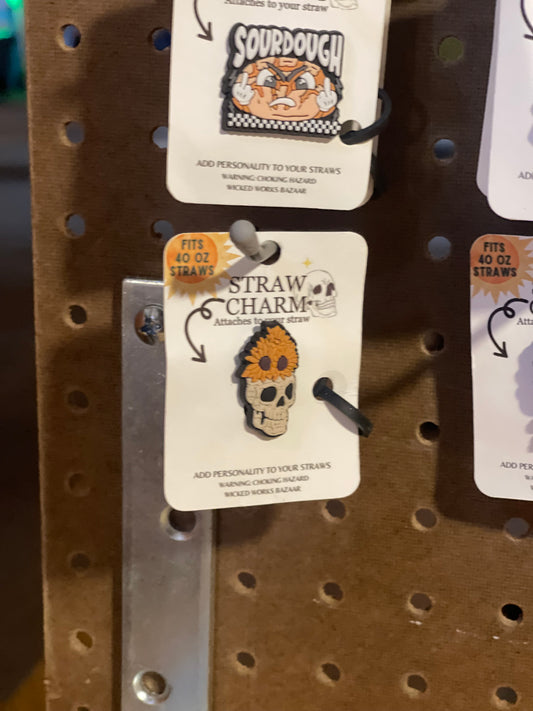 Attaches to your straw
SOURDOUGH
ADD PERSONALITY TO YOUR STRAWS
WARNING: CHOKING HAZARD
WICKED WORKS BAZAAR
FITS
40 OZ
STRAWS
STRAW
CHARM
Attaches to your straw
ADD PERSONALITY TO YOUR STRAWS
WARNING: CHOKING HAZARD
WICKED WORKS BAZAAR
AD
FITS
40 OZ
STRAWS
ADD PE